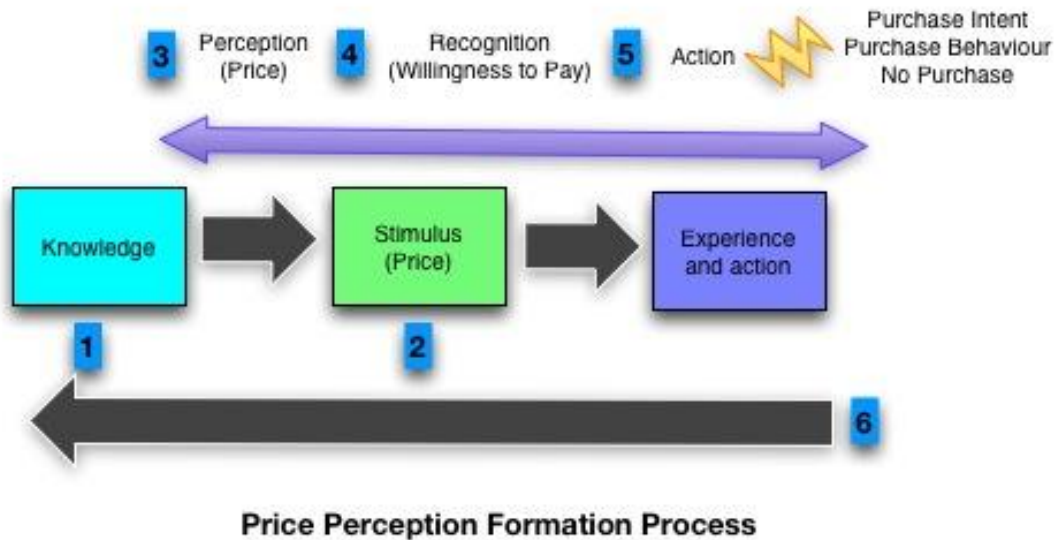 3
Perception
(Price)
4
Recognition
(Willingness to Pay)
5
Action
Purchase Intent
Purchase Behaviour
No Purchase
Knowledge
Stimulus
(Price)
Experience
and action
1
2
6
Price Perception Formation Process